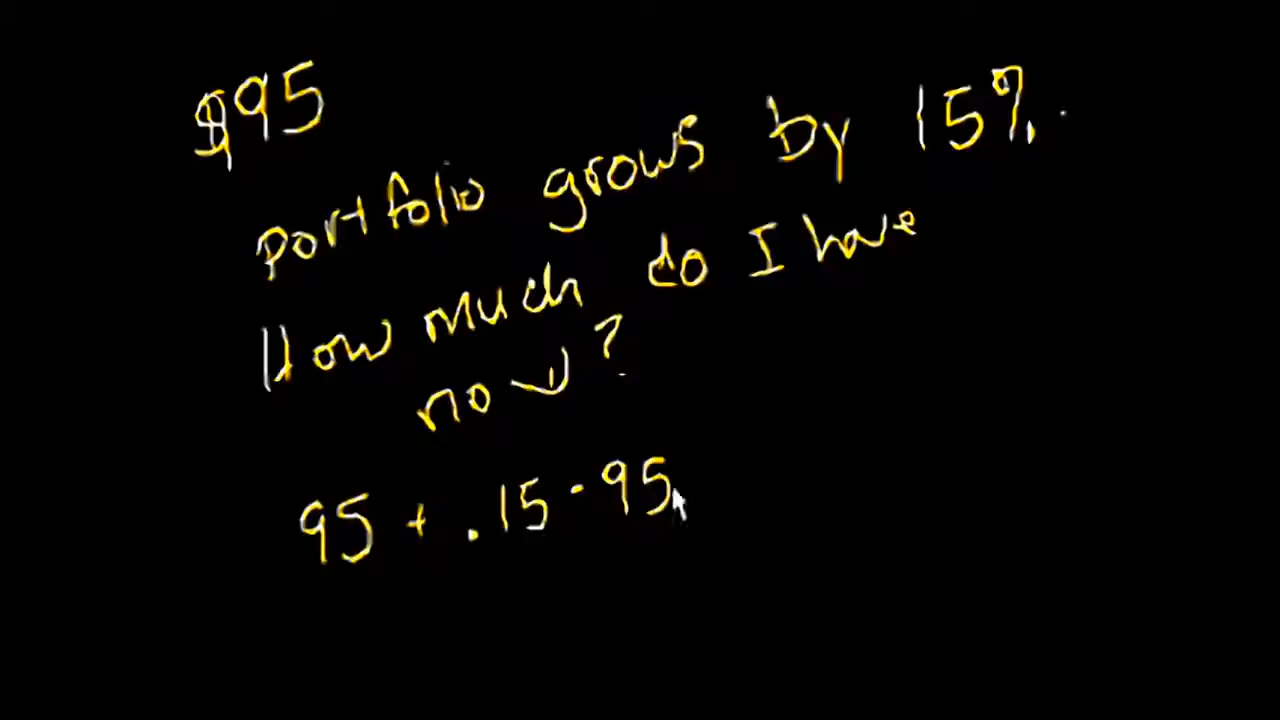 $95
Portfolio grows by 15%.
How much do I have
now?
95 + .15 · 95